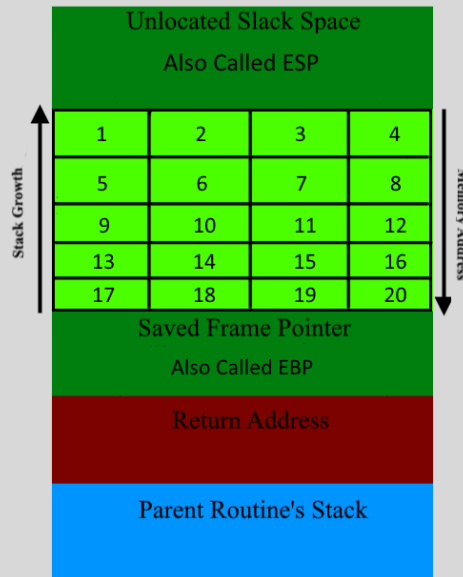 Unlocated Slack Space
Also Called ESP
Stack Growth
1 2 3 4
5 6 7 8
9 10 11 12
13 14 15 16
17 18 19 20
Memory Address
Saved Frame Pointer
Also Called EBP
Return Address
Parent Routine's Stack